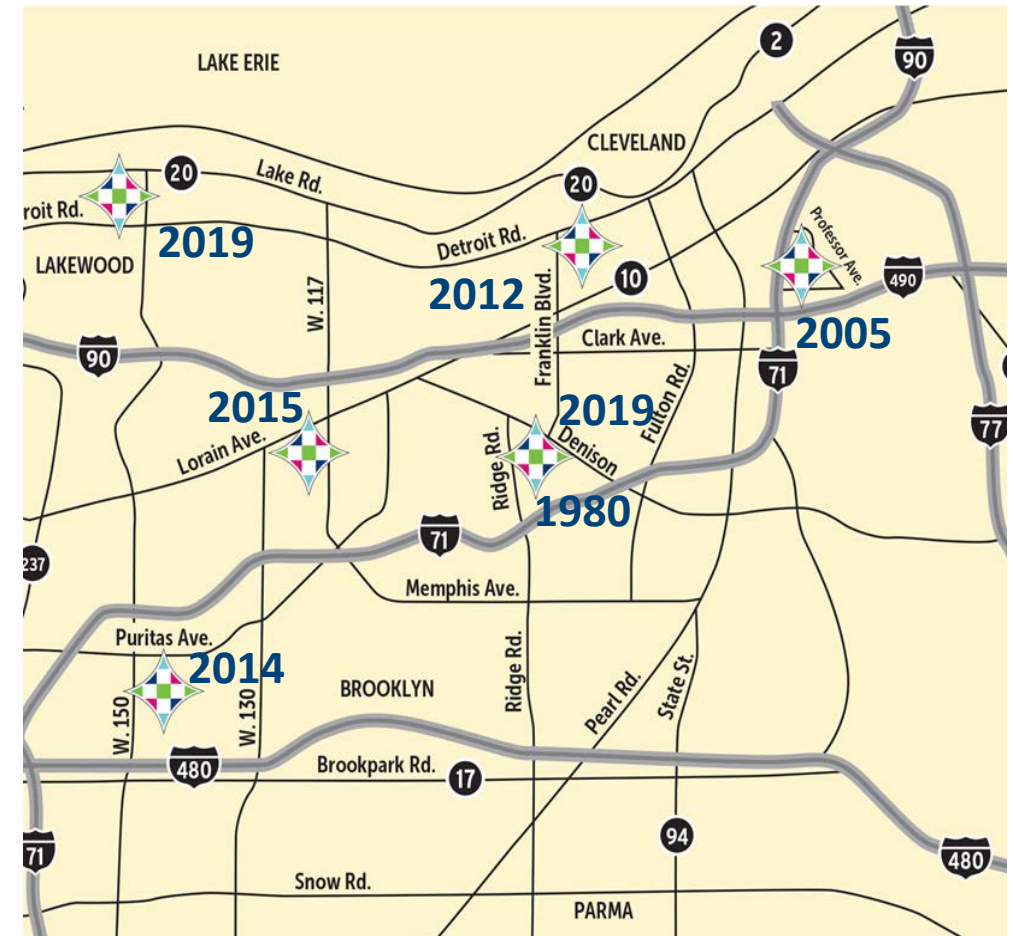 2
90
LAKE ERIE
CLEVELAND
20
Lake Rd.
20
roit Rd.
2019
Professor Ave.
Detroit Rd.
LAKEWOOD
2012
10
490
W. 117
Franklin Blvd.
2005
Clark Ave.
90
71
Fulton Rd.
2015
2019
77
Lorain Ave.
Ridge Rd.
Denison
1980
71
237
Memphis Ave.
Puritas Ave.
2014
BROOKLYN
Ridge Rd.
Pearl Rd.
State St.
W. 150
W. 130
480
Brookpark Rd.
17
94
71
480
Snow Rd.
PARMA